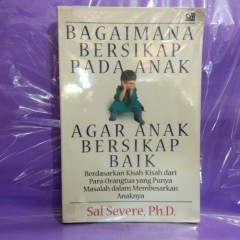 BAGAIMANA
BERSIKAP
PADA ANAK
AGAR ANAK
BERSIKAP
BAIK
Berdasarkan Kisah-Kisah dari
Para Orangtua yang Punya
Masalah dalam Membesarkan
Anaknya
Sal Severe, Ph.D.